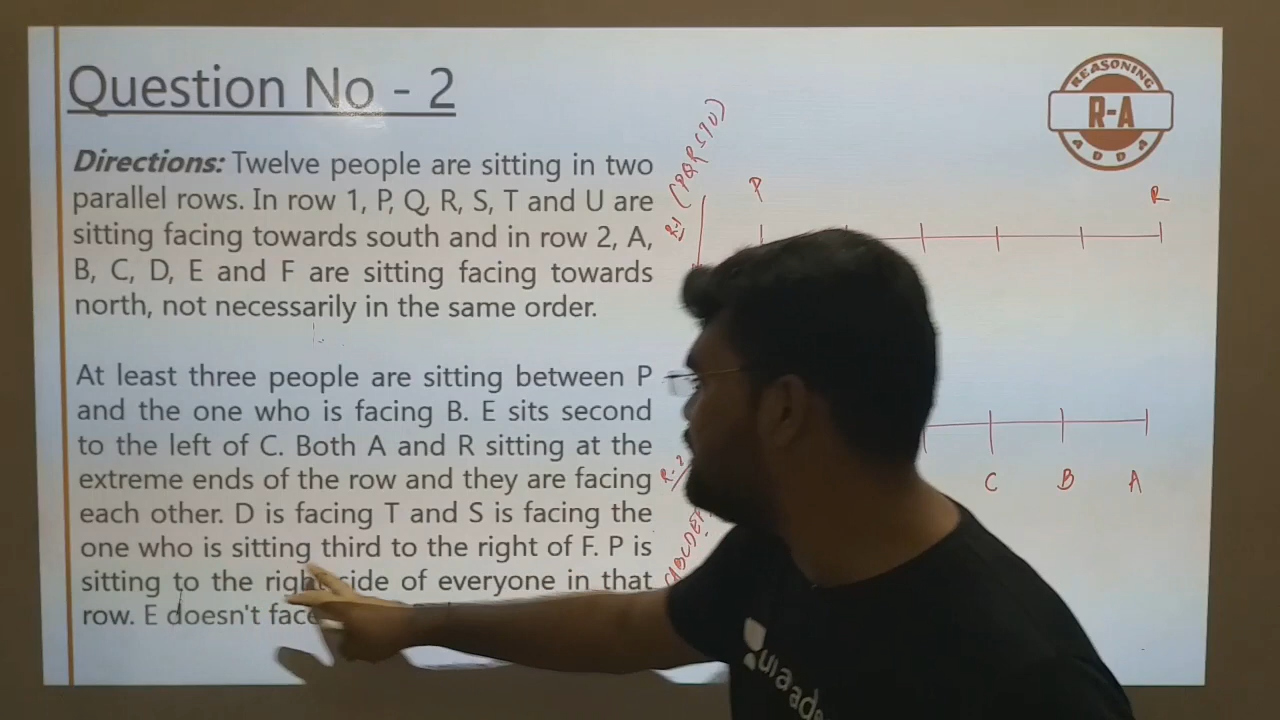 Question No - 2
REASONING
R-A
ADDA
Directions: Twelve people are sitting in two
parallel rows. In row 1, P, Q, R, S, T and U are
sitting facing towards south and in row 2, A,
B, C, D, E and F are sitting facing towards
north, not necessarily in the same order.
At least three people are sitting between P
and the one who is facing B. E sits second
to the left of C. Both A and R sitting at the
extreme ends of the row and they are facing
each other. D is facing T and S is facing the
one who is sitting third to the right of F. P is
sitting to the right side of everyone in that
row. E doesn't face
R-1 (PQRSTU)
P R
R-2
C B A